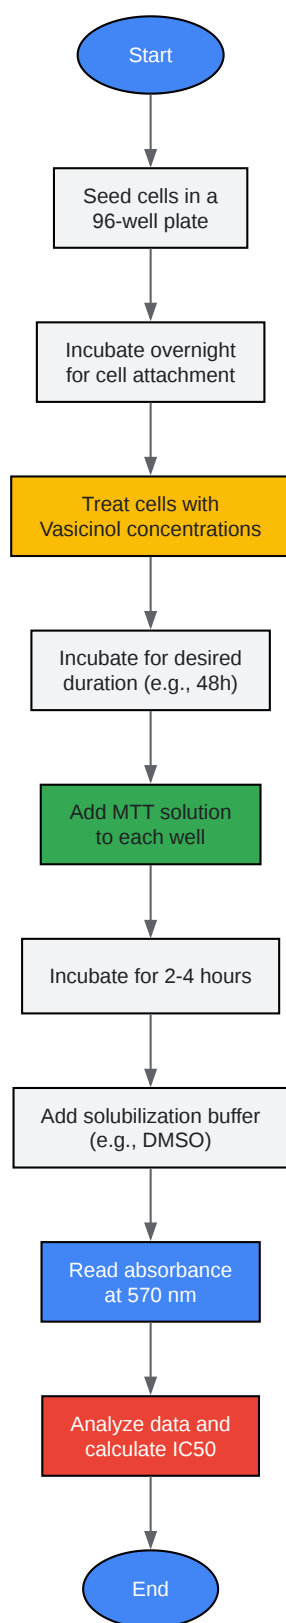 Start
Seed cells in a
96-well plate
Incubate overnight
for cell attachment
Treat cells with
Vasicinol concentrations
Incubate for desired
duration (e.g., 48h)
Add MTT solution
to each well
Incubate for 2-4 hours
Add solubilization buffer
(e.g., DMSO)
Read absorbance
at 570 nm
Analyze data and
calculate IC50
End